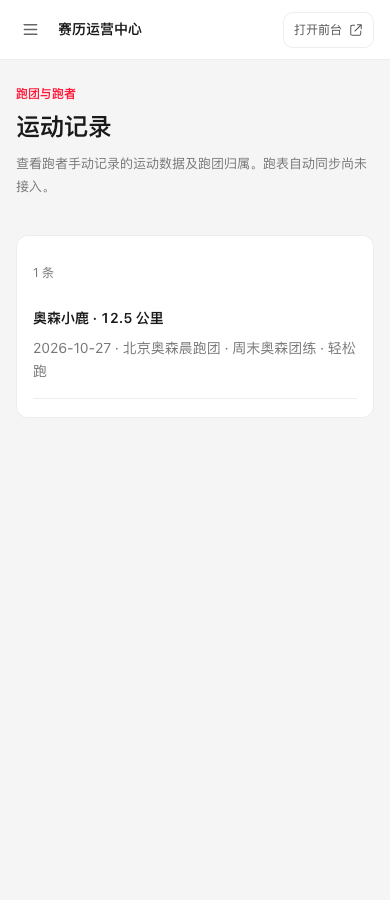 赛历运营中心
打开前台
跑团与跑者
运动记录
查看跑者手动记录的运动数据及跑团归属。跑表自动同步尚未
接入。
1 条
奥森小鹿 · 12.5 公里
2026-10-27 · 北京奥森晨跑团 · 周末奥森团练 · 轻松
跑